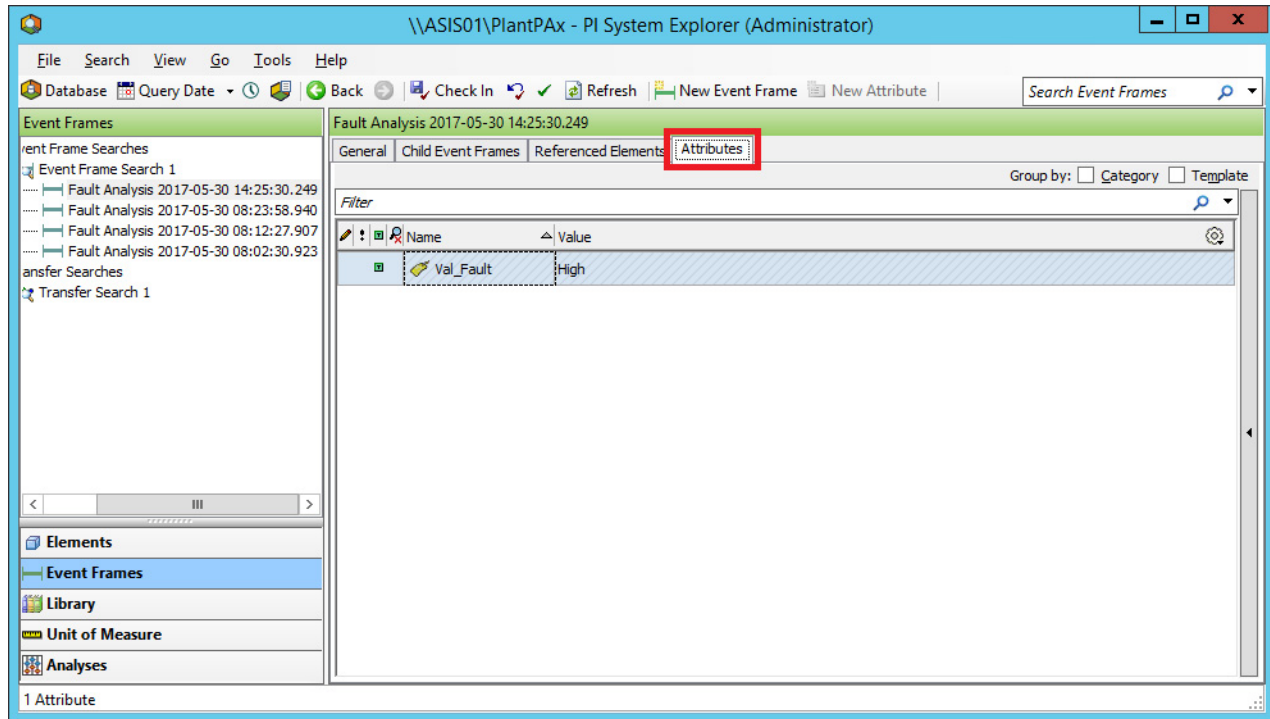 \\ASIS01\PlantPAx - PI System Explorer (Administrator)
File Search View Go Tools Help
Database Query Date Back Check In Refresh New Event Frame New Attribute Search Event Frames
Event Frames
Fault Analysis 2017-05-30 14:25:30.249
vent Frame Searches
Event Frame Search 1
Fault Analysis 2017-05-30 14:25:30.249
Fault Analysis 2017-05-30 08:23:58.940
Fault Analysis 2017-05-30 08:12:27.907
Fault Analysis 2017-05-30 08:02:30.923
ansfer Searches
Transfer Search 1
General Child Event Frames Referenced Elements Attributes
Group by: Category Template
Filter
Name Value
Val_Fault High
Elements
Event Frames
Library
Unit of Measure
Analyses
1 Attribute